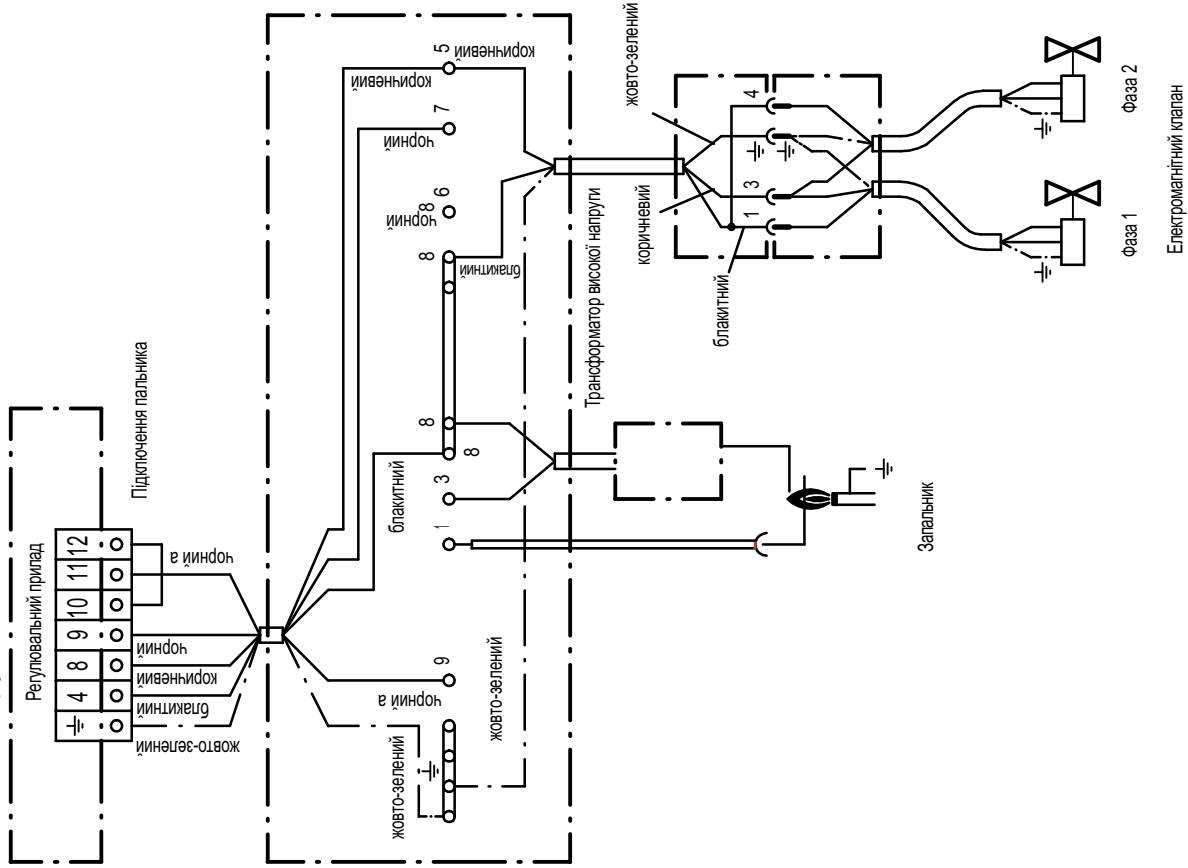 Регулювальний прилад
4
8
9
10
11
12
Підключення пальника
жовто-зелений
блакитний
коричневий
чорний
чорний а
жовто-зелений
чорний а
9
жовто-зелений
1
3
блакитний
8
8
8
блакитний
8
6
чорний
7
чорний
5
коричневий
коричневий
Трансформатор високої напруги
Запальник
блакитний
коричневий
жовто-зелений
1
3
4
Фаза 1
Фаза 2
Електромагнітний клапан